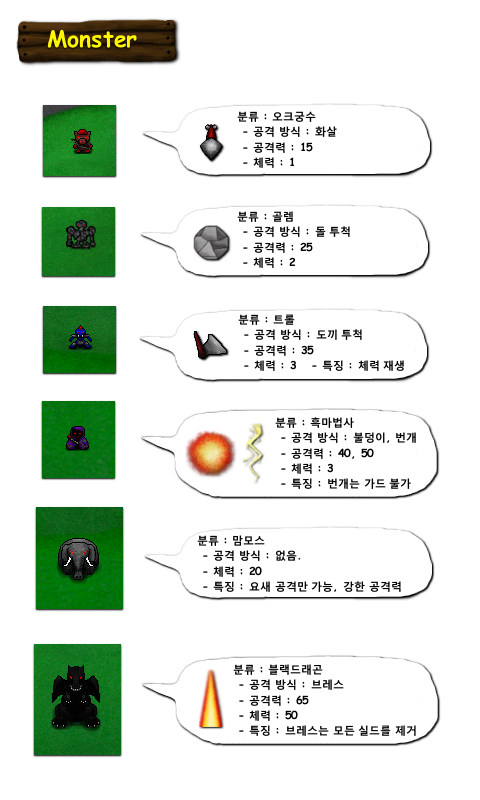 Monster
분류 : 오크궁수
- 공격 방식 : 화살
- 공격력 : 15
- 체력 : 1
분류 : 골렘
- 공격 방식 : 돌 투척
- 공격력 : 25
- 체력 : 2
분류 : 트롤
- 공격 방식 : 도끼 투척
- 공격력 : 35
- 체력 : 3 - 특징 : 체력 재생
분류 : 흑마법사
- 공격 방식 : 불덩이, 번개
- 공격력 : 40, 50
- 체력 : 3
- 특징 : 번개는 가드 불가
분류 : 맘모스
- 공격 방식 : 없음.
- 체력 : 20
- 특징 : 요새 공격만 가능, 강한 공격력
분류 : 블랙드래곤
- 공격 방식 : 브레스
- 공격력 : 65
- 체력 : 50
- 특징 : 브레스는 모든 실드를 제거